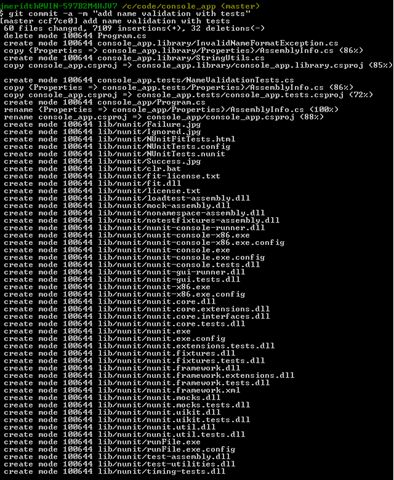 jmeridth@WIN-597B2M4NJV7 /c/code/console_app (master)
$ git commit -a -m "add name validation with tests"
[master ccf7ce0] add name validation with tests
60 files changed, 7109 insertions(+), 32 deletions(-)
delete mode 100644 Program.cs
create mode 100644 console_app.library/InvalidNameFormatException.cs
copy {Properties => console_app.library/Properties}/AssemblyInfo.cs (86%)
create mode 100644 console_app.library/StringUtils.cs
copy console_app.csproj => console_app.library/console_app.library.csproj (85%)
create mode 100644 console_app.tests/NameValidationTests.cs
copy {Properties => console_app.tests/Properties}/AssemblyInfo.cs (86%)
copy console_app.csproj => console_app.tests/console_app.tests.csproj (72%)
create mode 100644 console_app/Program.cs
rename {Properties => console_app/Properties}/AssemblyInfo.cs (100%)
rename console_app.csproj => console_app/console_app.csproj (88%)
create mode 100644 lib/nunit/Failure.jpg
create mode 100644 lib/nunit/Ignored.jpg
create mode 100644 lib/nunit/NUnitFitTests.html
create mode 100644 lib/nunit/NUnitTests.config
create mode 100644 lib/nunit/NUnitTests.nunit
create mode 100644 lib/nunit/Success.jpg
create mode 100644 lib/nunit/clr.bat
create mode 100644 lib/nunit/fit-license.txt
create mode 100644 lib/nunit/fit.dll
create mode 100644 lib/nunit/license.txt
create mode 100644 lib/nunit/loadtest-assembly.dll
create mode 100644 lib/nunit/mock-assembly.dll
create mode 100644 lib/nunit/nonamespace-assembly.dll
create mode 100644 lib/nunit/notestfixtures-assembly.dll
create mode 100644 lib/nunit/nunit-console-runner.dll
create mode 100644 lib/nunit/nunit-console-x86.exe
create mode 100644 lib/nunit/nunit-console-x86.exe.config
create mode 100644 lib/nunit/nunit-console.exe
create mode 100644 lib/nunit/nunit-console.exe.config
create mode 100644 lib/nunit/nunit-console.tests.dll
create mode 100644 lib/nunit/nunit-gui-runner.dll
create mode 100644 lib/nunit/nunit-gui.tests.dll
create mode 100644 lib/nunit/nunit-x86.exe
create mode 100644 lib/nunit/nunit-x86.exe.config
create mode 100644 lib/nunit/nunit.core.dll
create mode 100644 lib/nunit/nunit.core.extensions.dll
create mode 100644 lib/nunit/nunit.core.interfaces.dll
create mode 100644 lib/nunit/nunit.core.tests.dll
create mode 100644 lib/nunit/nunit.exe
create mode 100644 lib/nunit/nunit.exe.config
create mode 100644 lib/nunit/nunit.extensions.tests.dll
create mode 100644 lib/nunit/nunit.fixtures.dll
create mode 100644 lib/nunit/nunit.fixtures.tests.dll
create mode 100644 lib/nunit/nunit.framework.dll
create mode 100644 lib/nunit/nunit.framework.extensions.dll
create mode 100644 lib/nunit/nunit.framework.tests.dll
create mode 100644 lib/nunit/nunit.framework.xml
create mode 100644 lib/nunit/nunit.mocks.dll
create mode 100644 lib/nunit/nunit.mocks.tests.dll
create mode 100644 lib/nunit/nunit.uikit.dll
create mode 100644 lib/nunit/nunit.uikit.tests.dll
create mode 100644 lib/nunit/nunit.util.dll
create mode 100644 lib/nunit/nunit.util.tests.dll
create mode 100644 lib/nunit/runFile.exe
create mode 100644 lib/nunit/runFile.exe.config
create mode 100644 lib/nunit/test-assembly.dll
create mode 100644 lib/nunit/test-utilities.dll
create mode 100644 lib/nunit/timing-tests.dll